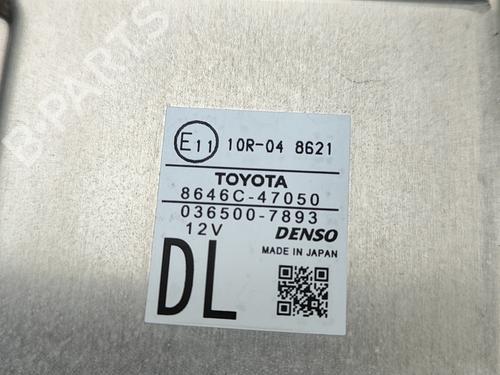 B-PARTS
E11 10R-04 8621
TOYOTA
8646C-47050
036500-7893
12V DENSO
MADE IN JAPAN
DL